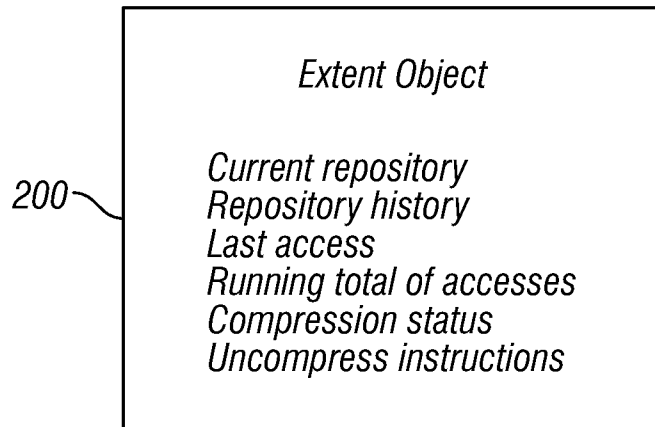 Extent Object
Current repository
200
Repository history
Last access
Running total of accesses
Compression status
Uncompress instructions